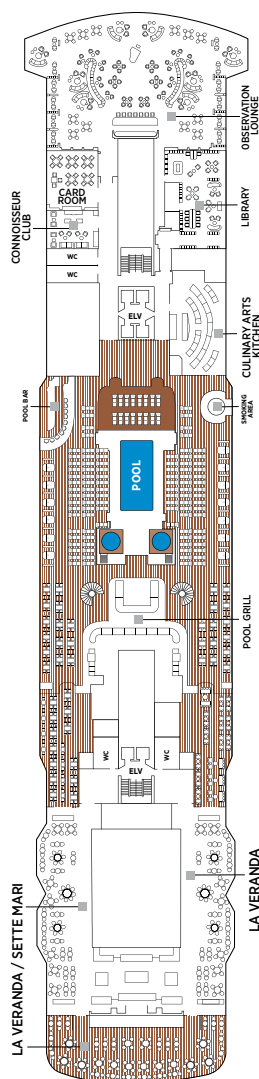 OBSERVATION
LOUNGE
CARD
ROOM
LIBRARY
CONNOISSEUR
CLUB
WC
WC
ELV
CULINARY ARTS
KITCHEN
POOL BAR
SMOKING
AREA
POOL
POOL GRILL
WC
WC
ELV
LA VERANDA
LA VERANDA / SETTE MARI